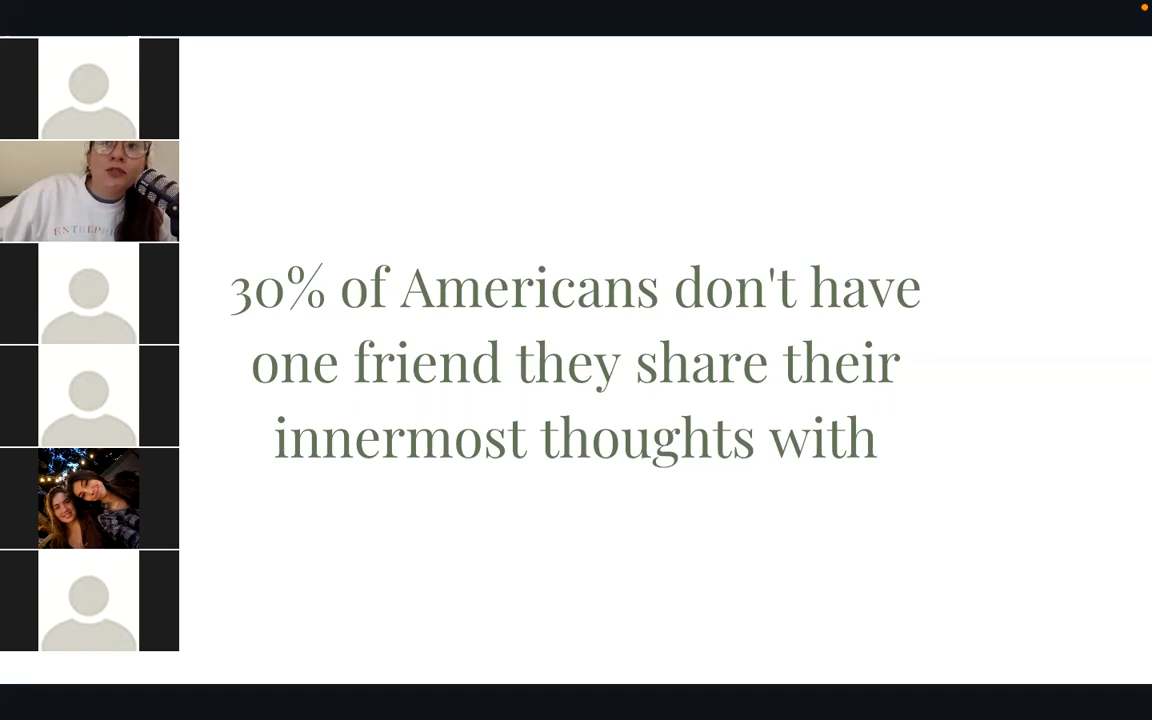 30% of Americans don't have
one friend they share their
innermost thoughts with